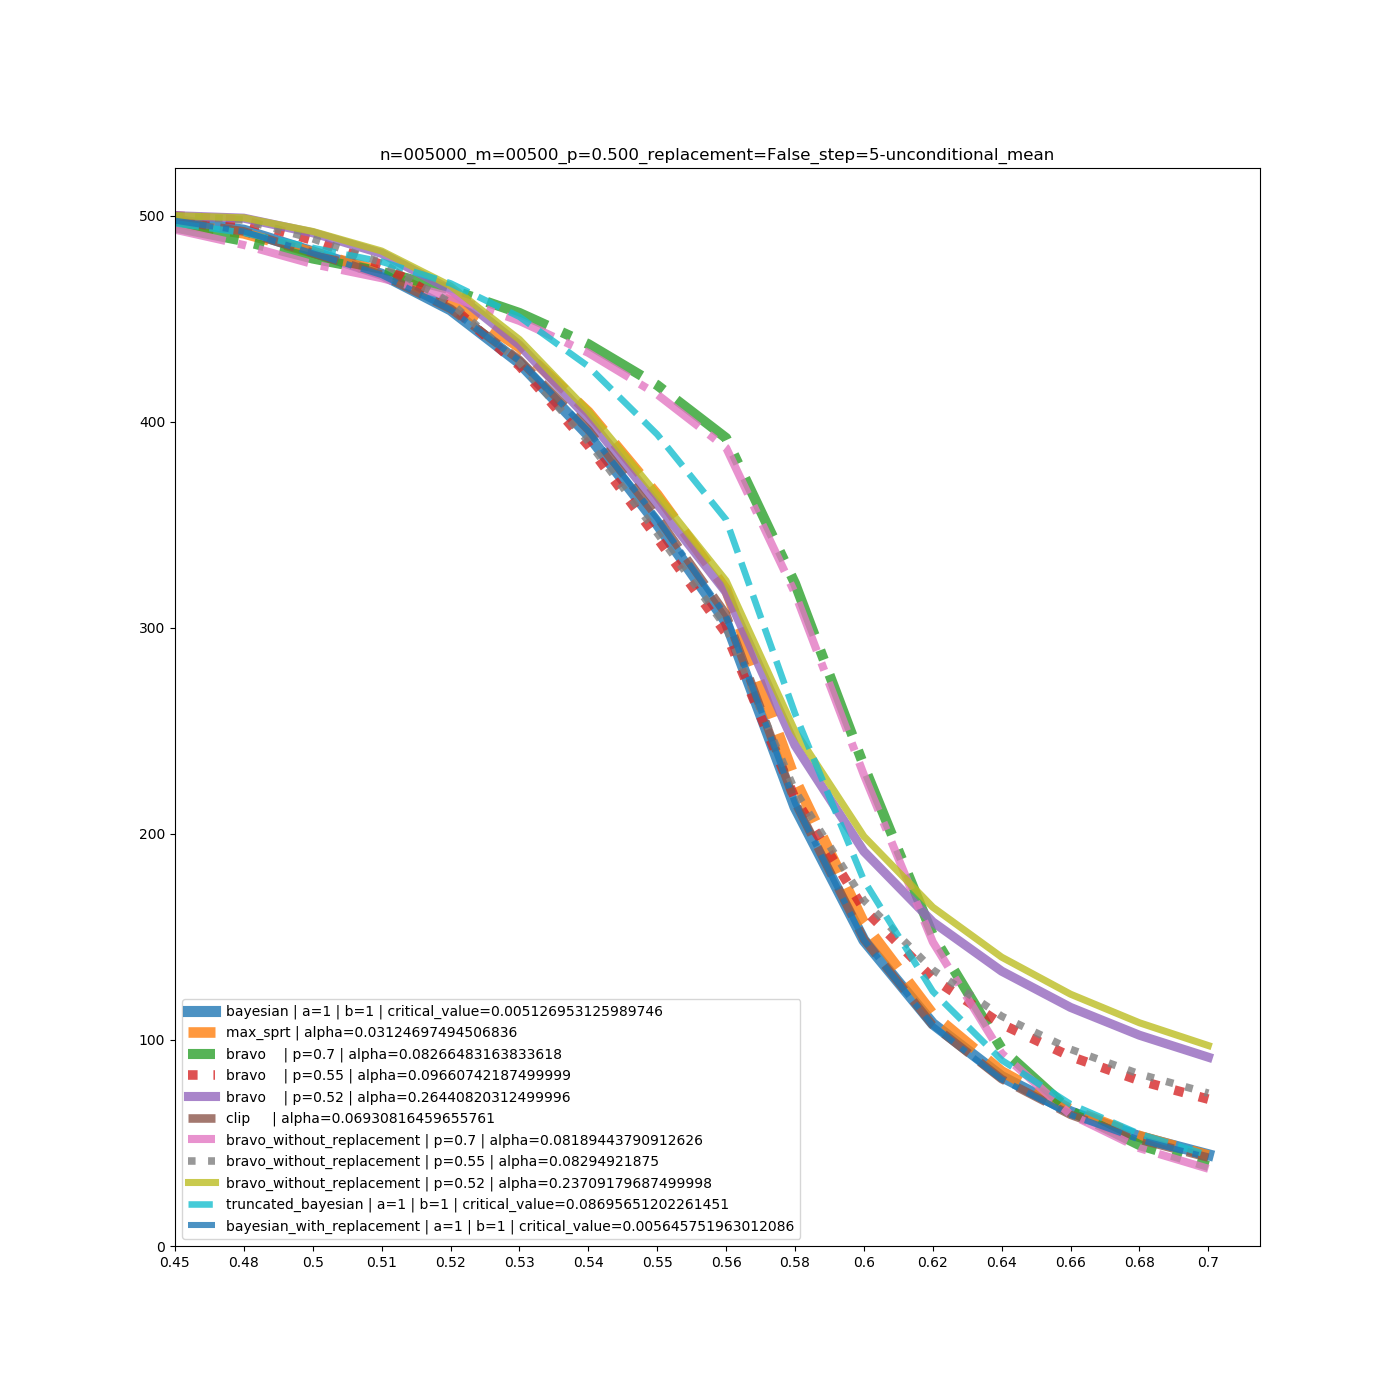 n=005000_m=00500_p=0.500_replacement=False_step=5-unconditional_mean
500
400
300
200
100
0
bayesian | a=1 | b=1 | critical_value=0.005126953125989746
max_sprt | alpha=0.03124697494506836
bravo    | p=0.7 | alpha=0.08266483163833618
bravo    | p=0.55 | alpha=0.09660742187499999
bravo    | p=0.52 | alpha=0.26440820312499996
clip     | alpha=0.069308164596557​61
bravo_without_replacement | p=0.7 | alpha=0.08189443790912626
bravo_without_replacement | p=0.55 | alpha=0.08294921875
bravo_without_replacement | p=0.52 | alpha=0.23709179687499998
truncated_bayesian | a=1 | b=1 | critical_value=0.08695651202261451
bayesian_with_replacement | a=1 | b=1 | critical_value=0.005645751963012086
0.45 0.48 0.5 0.51 0.52 0.53 0.54 0.55 0.56 0.58 0.6 0.62 0.64 0.66 0.68 0.7